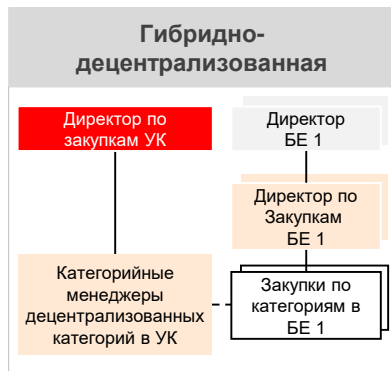 Гибридно-
децентрализованная
Директор по
закупкам УК
Директор
БЕ 1
Директор по
Закупкам
БЕ 1
Категорийные
менеджеры
децентрализованных
категорий в УК
Закупки по
категориям в
БЕ 1